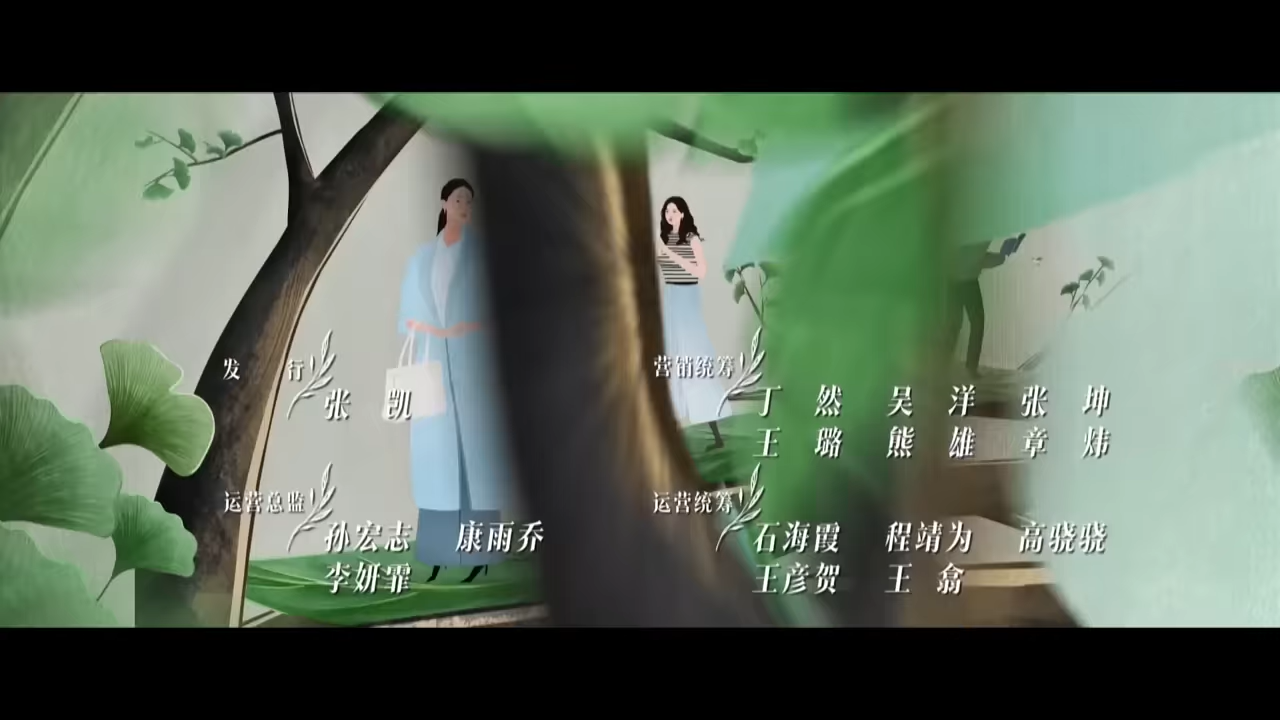 发 行
张 凯
运营总监
孙宏志 康雨乔
李妍霏
营销统筹
丁 然 吴 洋 张 坤
王 璐 熊 雄 章 炜
运营统筹
石海霞 程靖为 高骁骁
王彦贺 王 翕